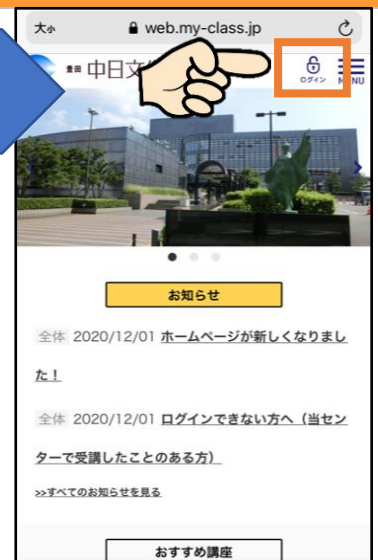 大小 web.my-class.jp
豊田 中日文
ログイン MENU
お知らせ
全体 2020/12/01 ホームページが新しくなりまし
た！
全体 2020/12/01 ログインできない方へ（当セン
ターで受講したことのある方）
>>すべてのお知らせを見る
おすすめ講座